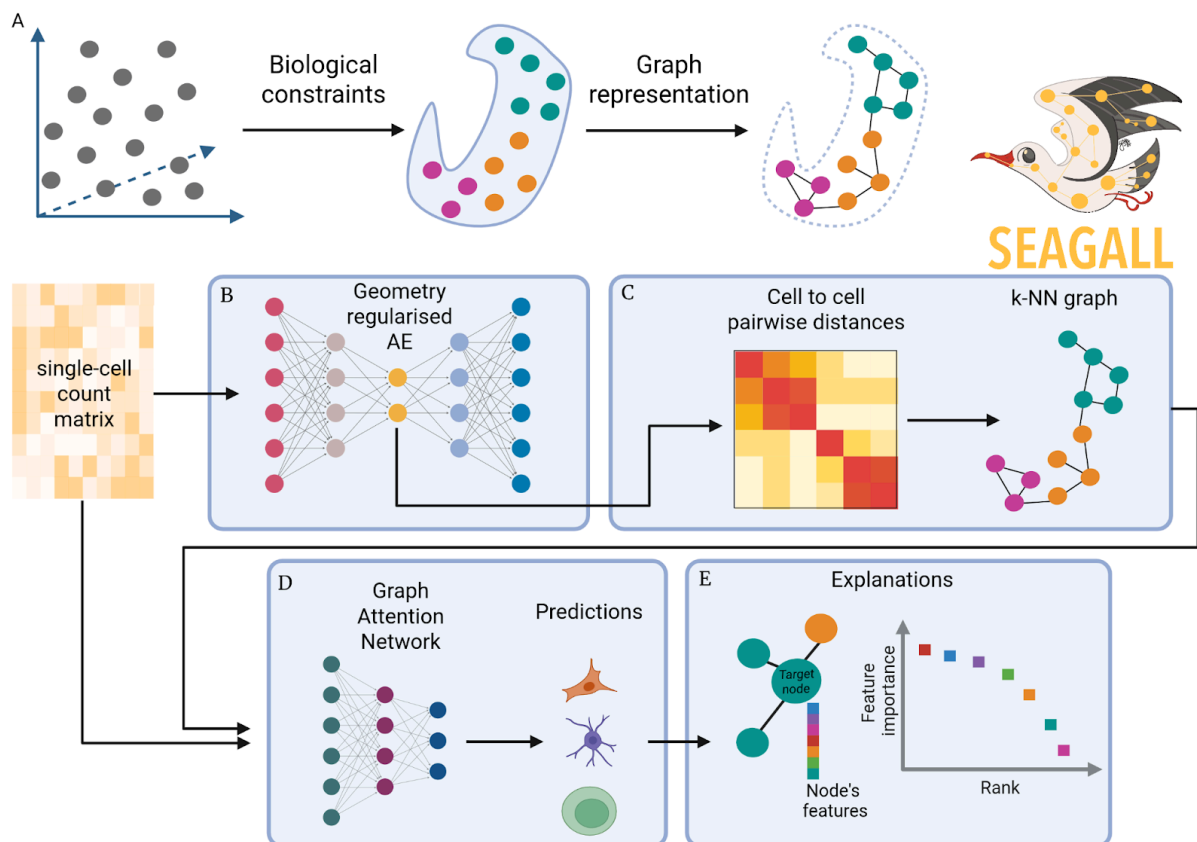 A
Biological
constraints
Graph
representation
SEAGALL
single-cell
count
matrix
B
Geometry
regularised
AE
C
Cell to cell
pairwise distances
k-NN graph
D
Graph
Attention
Network
Predictions
E
Explanations
Target
node
Node's
features
Feature
importance
Rank